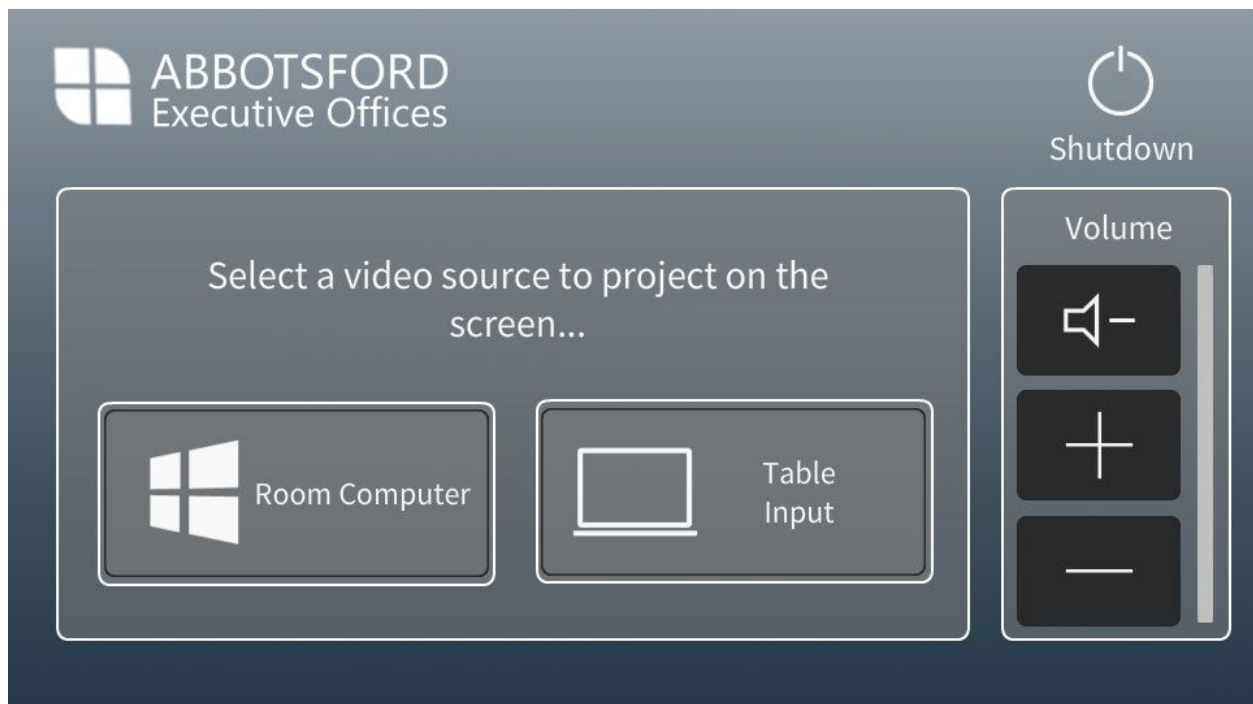 ABBOTSFORD
Executive Offices
Shutdown
Select a video source to project on the
screen...
Room Computer
Table
Input
Volume